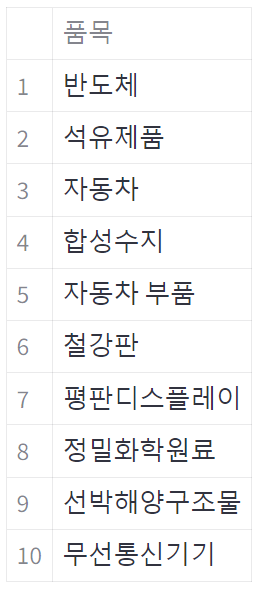 품목
1 반도체
2 석유제품
3 자동차
4 합성수지
5 자동차 부품
6 철강판
7 평판디스플레이
8 정밀화학원료
9 선박해양구조물
10 무선통신기기